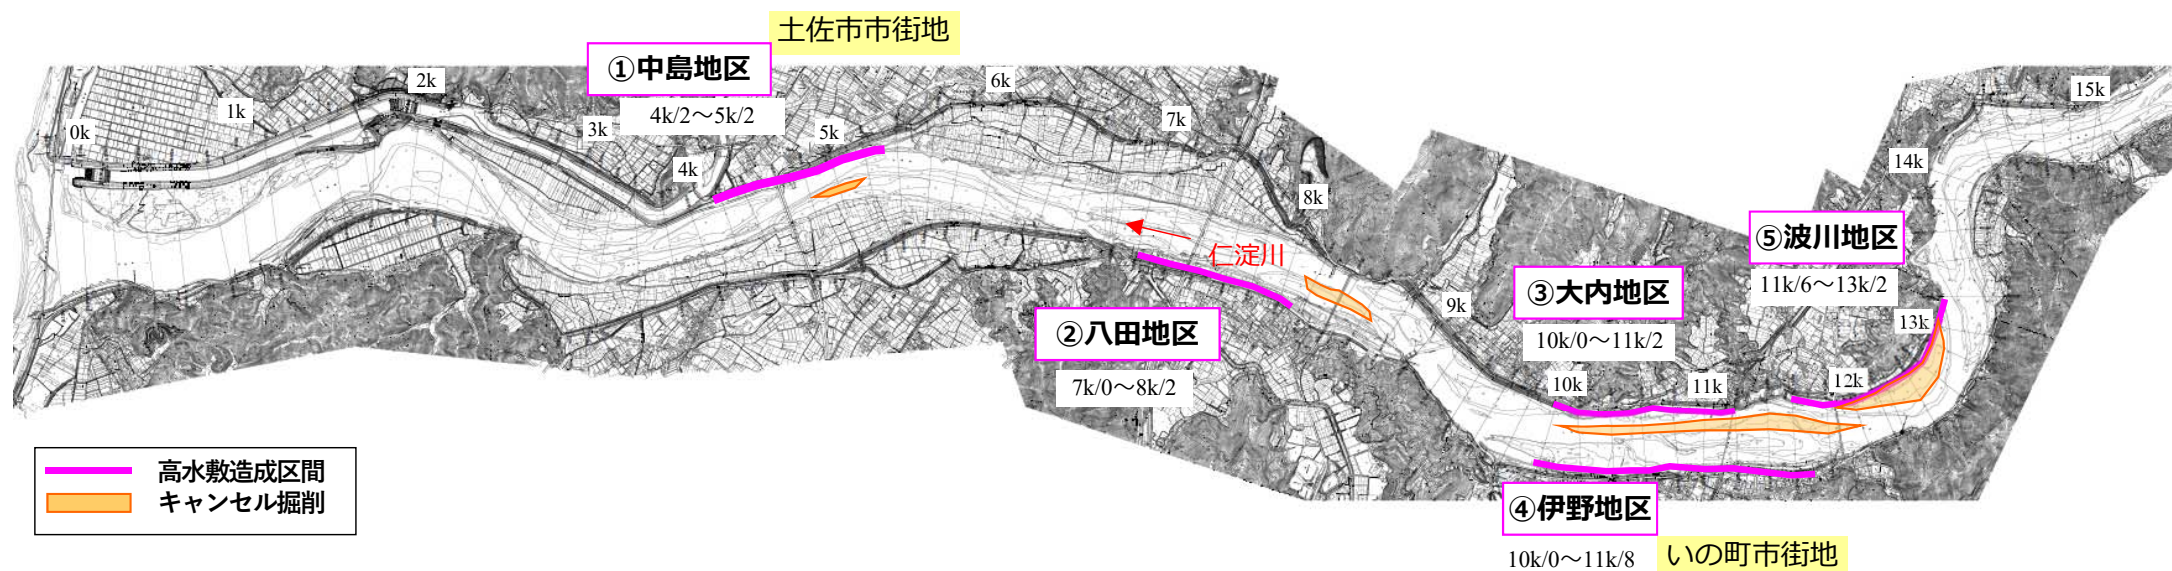 土佐市市街地
①中島地区
4k/2～5k/2
0k
1k
2k
3k
4k
5k
6k
7k
8k
9k
10k
11k
12k
13k
14k
15k
仁淀川
②八田地区
7k/0～8k/2
③大内地区
10k/0～11k/2
⑤波川地区
11k/6～13k/2
④伊野地区
10k/0～11k/8
いの町市街地
高水敷造成区間
キャンセル掘削